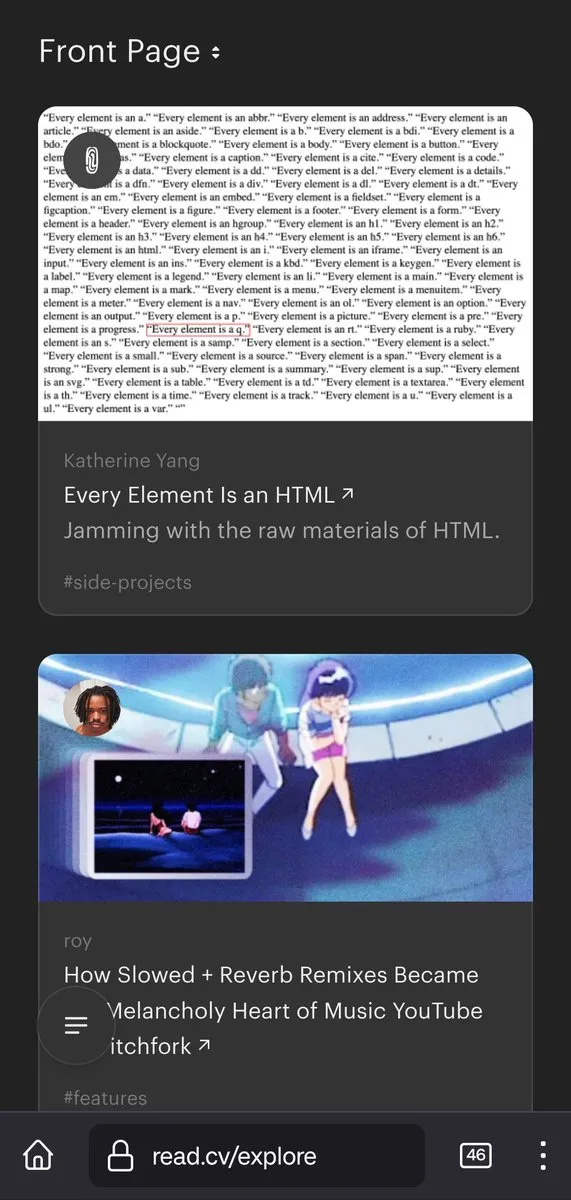 Front Page
“Every element is an a.” “Every element is an abbr.” “Every element is an address.” “Every element is an
article.” “Every element is an aside.” “Every element is a b.” “Every element is a bdi.” “Every element is a
bdo.” ment is a blockquote.” “Every element is a body.” “Every element is a button.” “Every
elem as.” “Every element is a caption.” “Every element is a cite.” “Every element is a code.”
“Eve s a data.” “Every element is a dd.” “Every element is a del.” “Every element is a details.”
“Every is a dfn.” “Every element is a div.” “Every element is a dl.” “Every element is a dt.” “Every
element is an em.” “Every element is an embed.” “Every element is a fieldset.” “Every element is a
figcaption.” “Every element is a figure.” “Every element is a footer.” “Every element is a form.” “Every
element is a header.” “Every element is an hgroup.” “Every element is an h1.” “Every element is an h2.”
“Every element is an h3.” “Every element is an h4.” “Every element is an h5.” “Every element is an h6.”
“Every element is an html.” “Every element is an i.” “Every element is an iframe.” “Every element is an
input.” “Every element is an ins.” “Every element is a kbd.” “Every element is a keygen.” “Every element is
a label.” “Every element is a legend.” “Every element is an li.” “Every element is a main.” “Every element is
a map.” “Every element is a mark.” “Every element is a menu.” “Every element is a menuitem.” “Every
element is a meter.” “Every element is a nav.” “Every element is an ol.” “Every element is an option.” “Every
element is an output.” “Every element is a p.” “Every element is a picture.” “Every element is a pre.” “Every
element is a progress.” “Every element is a q.” “Every element is an rt.” “Every element is a ruby.” “Every
element is an s.” “Every element is a samp.” “Every element is a section.” “Every element is a select.”
“Every element is a small.” “Every element is a source.” “Every element is a span.” “Every element is a
strong.” “Every element is a sub.” “Every element is a summary.” “Every element is a sup.” “Every element
is an svg.” “Every element is a table.” “Every element is a td.” “Every element is a textarea.” “Every element
is a th.” “Every element is a time.” “Every element is a track.” “Every element is a u.” “Every element is a
ul.” “Every element is a var.” “”
Katherine Yang
Every Element Is an HTML ↗
Jamming with the raw materials of HTML.
#side-projects
roy
How Slowed + Reverb Remixes Became
Melancholy Heart of Music YouTube
itchfork ↗
#features
read.cv/explore
46